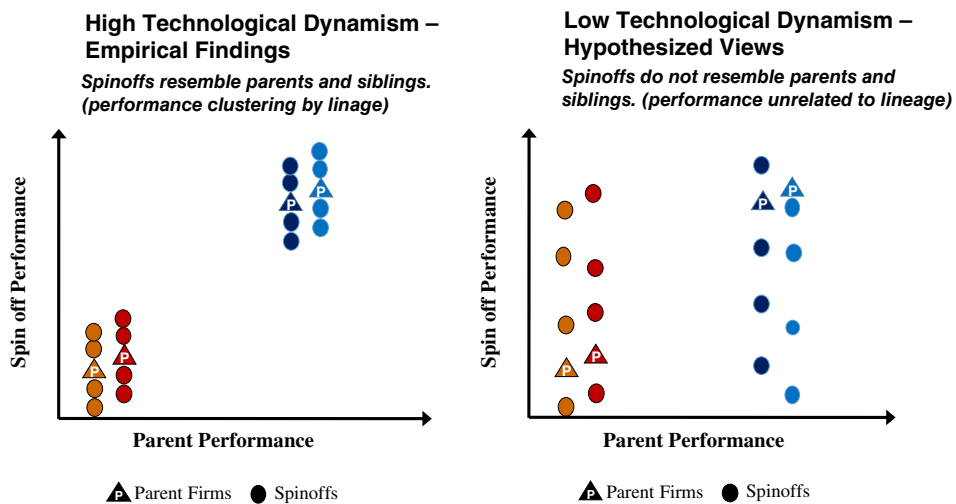 High Technological Dynamism –
Empirical Findings
Spinoffs resemble parents and siblings.
(performance clustering by linage)
Spin off Performance
P
P
P
P
Parent Performance
P Parent Firms Spinoffs
Low Technological Dynamism –
Hypothesized Views
Spinoffs do not resemble parents and
siblings. (performance unrelated to lineage)
Spin off Performance
P
P
P
P
Parent Performance
P Parent Firms Spinoffs